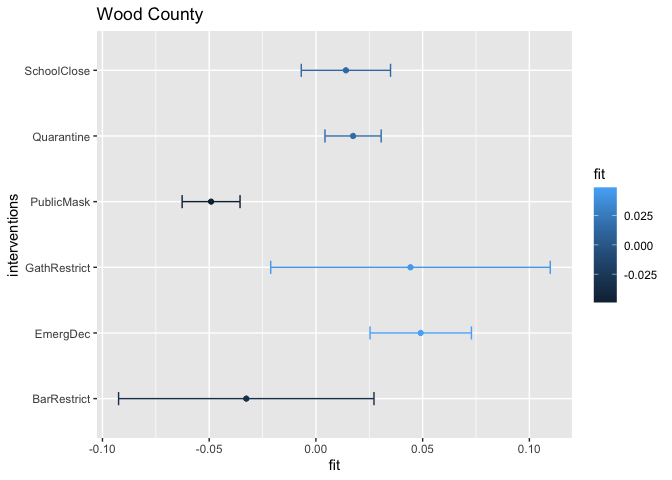 Wood County
interventions
SchoolClose
Quarantine
PublicMask
GathRestrict
EmergDec
BarRestrict
-0.10 -0.05 0.00 0.05 0.10
fit
fit
0.025
0.000
-0.025